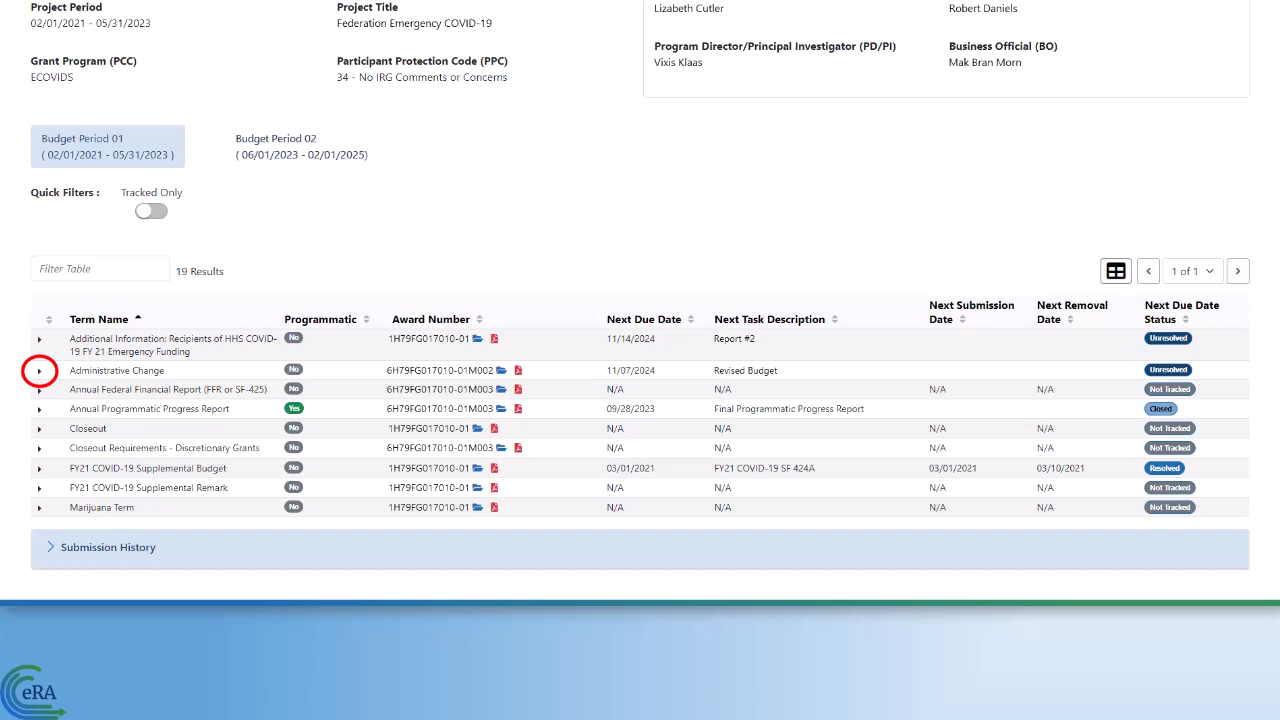 Project Period
02/01/2021 - 05/31/2023
Project Title
Federation Emergency COVID-19
Lizabeth Cutler
Robert Daniels
Grant Program (PCC)
ECOVIDS
Participant Protection Code (PPC)
34 - No IRG Comments or Concerns
Program Director/Principal Investigator (PD/PI)
Vixis Klaas
Business Official (BO)
Mak Bran Morn
Budget Period 01
( 02/01/2021 - 05/31/2023 )
Budget Period 02
( 06/01/2023 - 02/01/2025)
Quick Filters : Tracked Only
Filter Table 19 Results 1 of 1
Term Name Programmatic Award Number Next Due Date Next Task Description Next Submission Date Next Removal Date Next Due Date Status
Additional Information: Recipients of HHS COVID-
19 FY 21 Emergency Funding
No 1H79FG017010-01 11/14/2024 Report #2 Unresolved
Administrative Change No 6H79FG017010-01M002 11/07/2024 Revised Budget Unresolved
Annual Federal Financial Report (FFR or SF-425) No 6H79FG017010-01M003 N/A N/A N/A N/A Not Tracked
Annual Programmatic Progress Report Yes 6H79FG017010-01M003 09/28/2023 Final Programmatic Progress Report Closed
Closeout No 1H79FG017010-01 N/A N/A N/A N/A Not Tracked
Closeout Requirements - Discretionary Grants No 6H79FG017010-01M003 N/A N/A N/A N/A Not Tracked
FY21 COVID-19 Supplemental Budget No 1H79FG017010-01 03/01/2021 FY21 COVID-19 SF 424A 03/01/2021 03/10/2021 Resolved
FY21 COVID-19 Supplemental Remark No 1H79FG017010-01 N/A N/A N/A N/A Not Tracked
Marijuana Term No 1H79FG017010-01 N/A N/A N/A N/A Not Tracked
Submission History
eRA